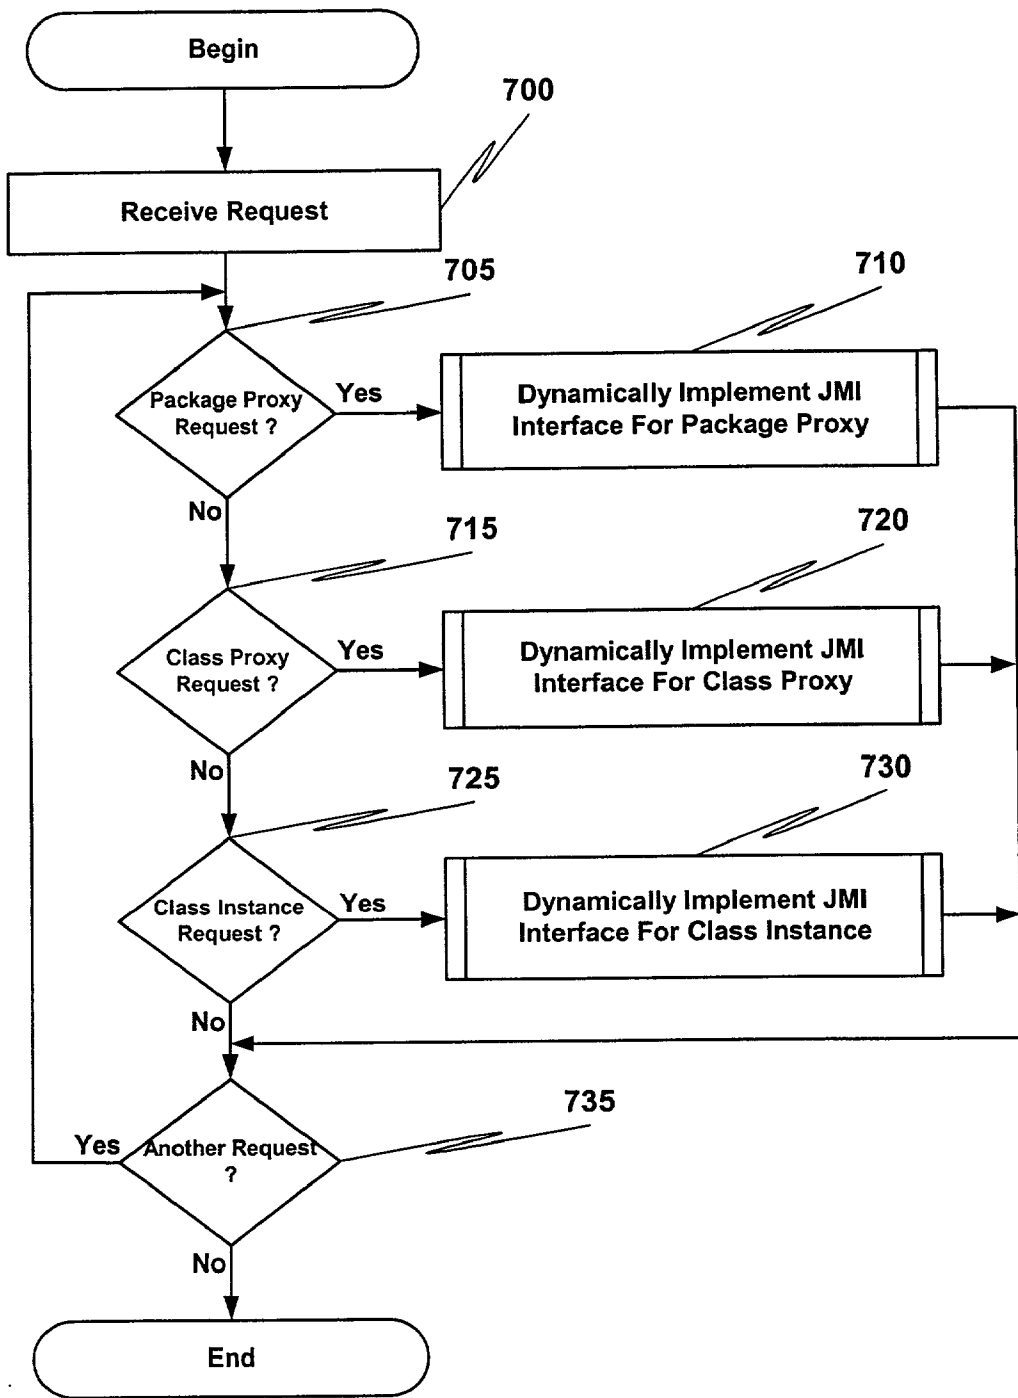 Begin
700
Receive Request
705
710
Package Proxy
Request ?
Yes
Dynamically Implement JMI
Interface For Package Proxy
No
715
720
Class Proxy
Request ?
Yes
Dynamically Implement JMI
Interface For Class Proxy
No
725
730
Class Instance
Request ?
Yes
Dynamically Implement JMI
Interface For Class Instance
No
735
Yes
Another Request
?
No
End